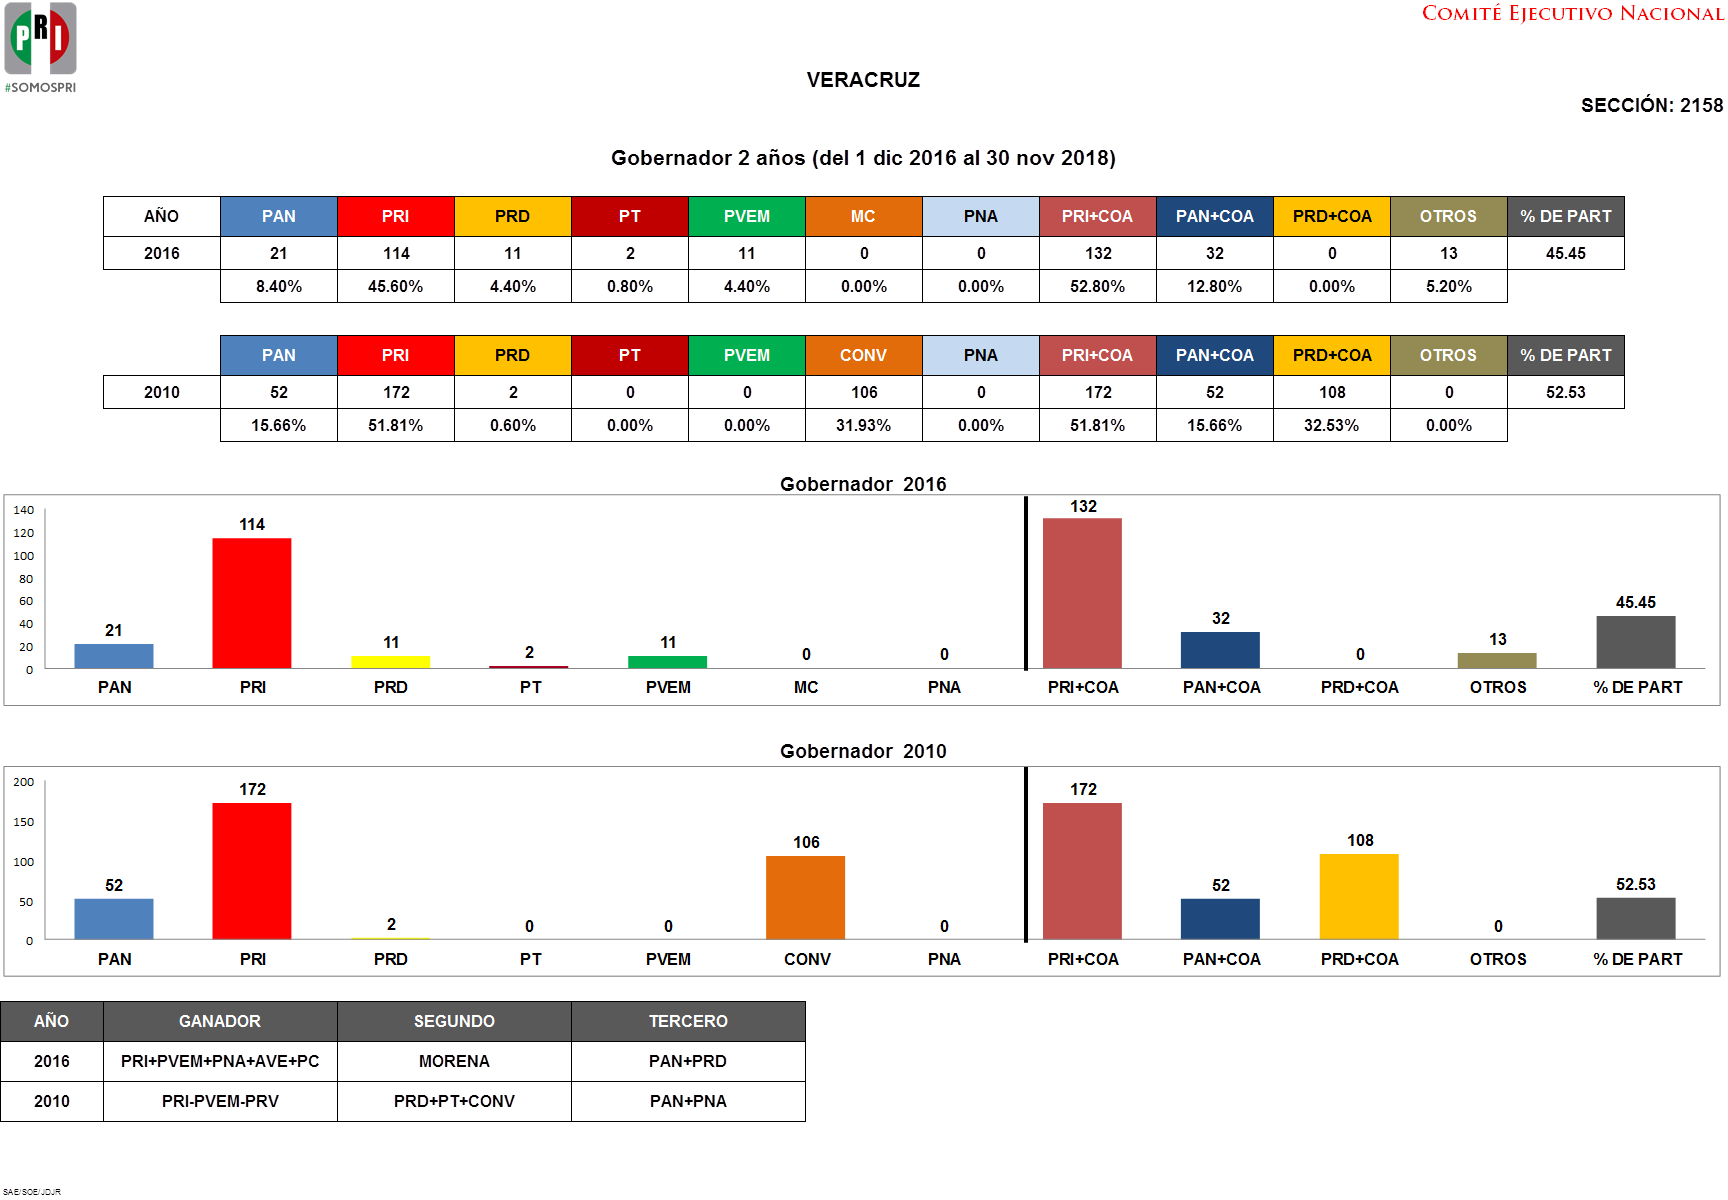 PRI
#SOMOSPRI
COMITÉ EJECUTIVO NACIONAL
VERACRUZ
SECCIÓN: 2158
Gobernador 2 años (del 1 dic 2016 al 30 nov 2018)
AÑO PAN PRI PRD PT PVEM MC PNA PRI+COA PAN+COA PRD+COA OTROS % DE PART
2016 21 114 11 2 11 0 0 132 32 0 13 45.45
8.40% 45.60% 4.40% 0.80% 4.40% 0.00% 0.00% 52.80% 12.80% 0.00% 5.20%
PAN PRI PRD PT PVEM CONV PNA PRI+COA PAN+COA PRD+COA OTROS % DE PART
2010 52 172 2 0 0 106 0 172 52 108 0 52.53
15.66% 51.81% 0.60% 0.00% 0.00% 31.93% 0.00% 51.81% 15.66% 32.53% 0.00%
Gobernador 2016
140
120
100
80
60
40
20
0
21 114 11 2 11 0 0 132 32 0 13 45.45
PAN PRI PRD PT PVEM MC PNA PRI+COA PAN+COA PRD+COA OTROS % DE PART
Gobernador 2010
200
150
100
50
0
52 172 2 0 0 106 0 172 52 108 0 52.53
PAN PRI PRD PT PVEM CONV PNA PRI+COA PAN+COA PRD+COA OTROS % DE PART
AÑO GANADOR SEGUNDO TERCERO
2016 PRI+PVEM+PNA+AVE+PC MORENA PAN+PRD
2010 PRI-PVEM-PRV PRD+PT+CONV PAN+PNA
SAE/SOE/JDJR